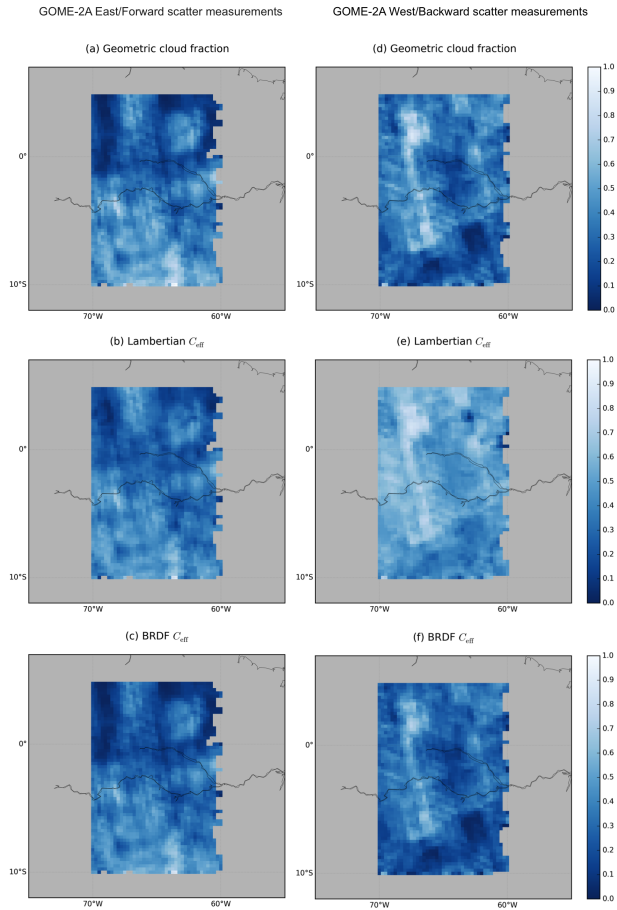 GOME-2A East/Forward scatter measurements
GOME-2A West/Backward scatter measurements
(a) Geometric cloud fraction
(d) Geometric cloud fraction
0°
10°S
70°W
60°W
0°
10°S
70°W
60°W
1.0
0.9
0.8
0.7
0.6
0.5
0.4
0.3
0.2
0.1
0.0
(b) Lambertian Ceff
(e) Lambertian Ceff
0°
10°S
70°W
60°W
0°
10°S
70°W
60°W
1.0
0.9
0.8
0.7
0.6
0.5
0.4
0.3
0.2
0.1
0.0
(c) BRDF Ceff
(f) BRDF Ceff
0°
10°S
70°W
60°W
0°
10°S
70°W
60°W
1.0
0.9
0.8
0.7
0.6
0.5
0.4
0.3
0.2
0.1
0.0